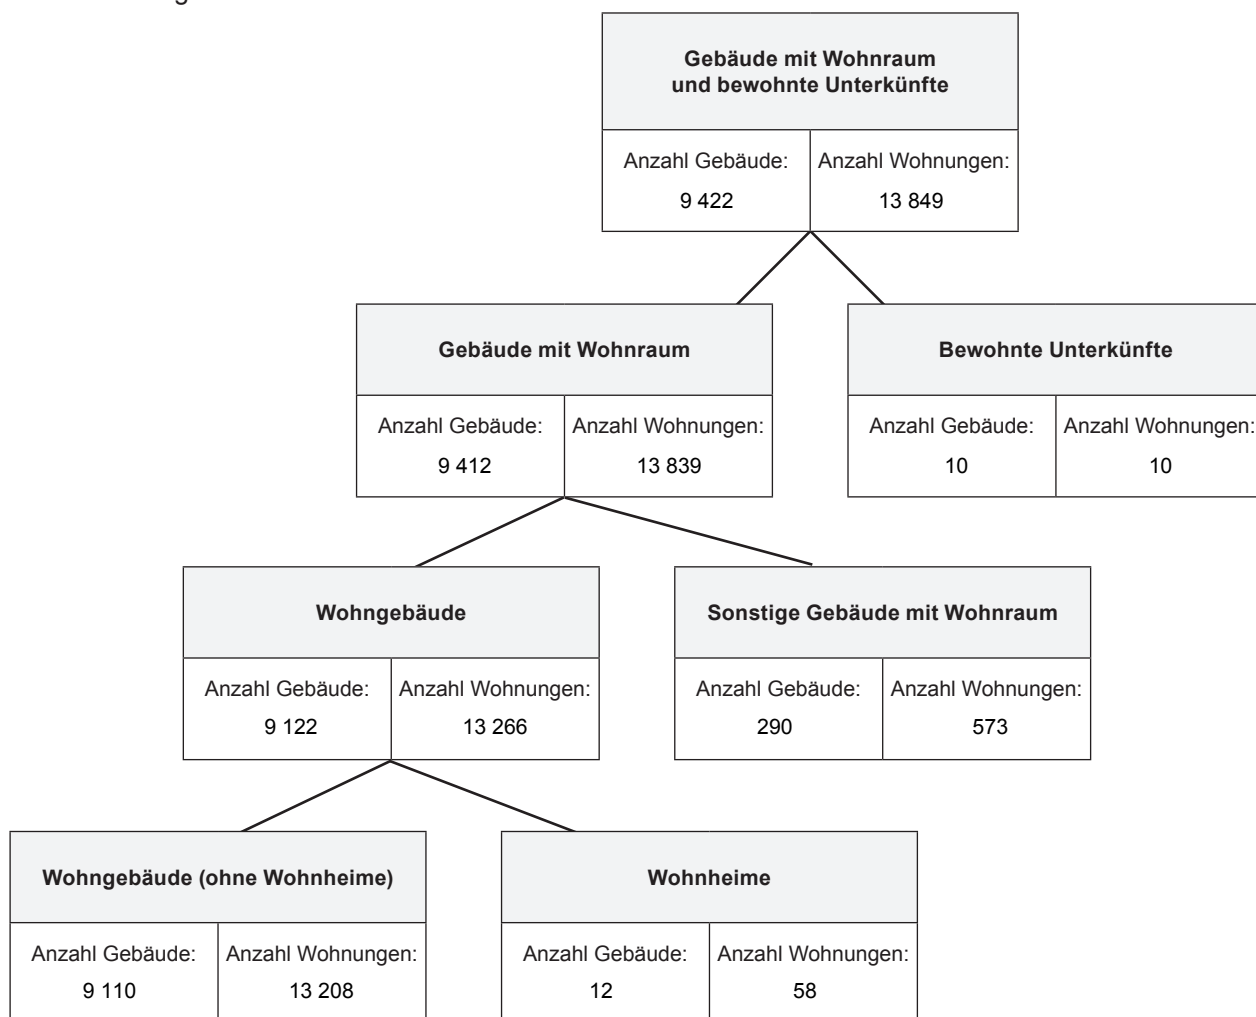 Gebäude mit Wohnraum
und bewohnte Unterkünfte
Anzahl Gebäude: Anzahl Wohnungen:
9 422 13 849
Gebäude mit Wohnraum Bewohnte Unterkünfte
Anzahl Gebäude: Anzahl Wohnungen: Anzahl Gebäude: Anzahl Wohnungen:
9 412 13 839 10 10
Wohngebäude Sonstige Gebäude mit Wohnraum
Anzahl Gebäude: Anzahl Wohnungen: Anzahl Gebäude: Anzahl Wohnungen:
9 122 13 266 290 573
Wohngebäude (ohne Wohnheime) Wohnheime
Anzahl Gebäude: Anzahl Wohnungen: Anzahl Gebäude: Anzahl Wohnungen:
9 110 13 208 12 58